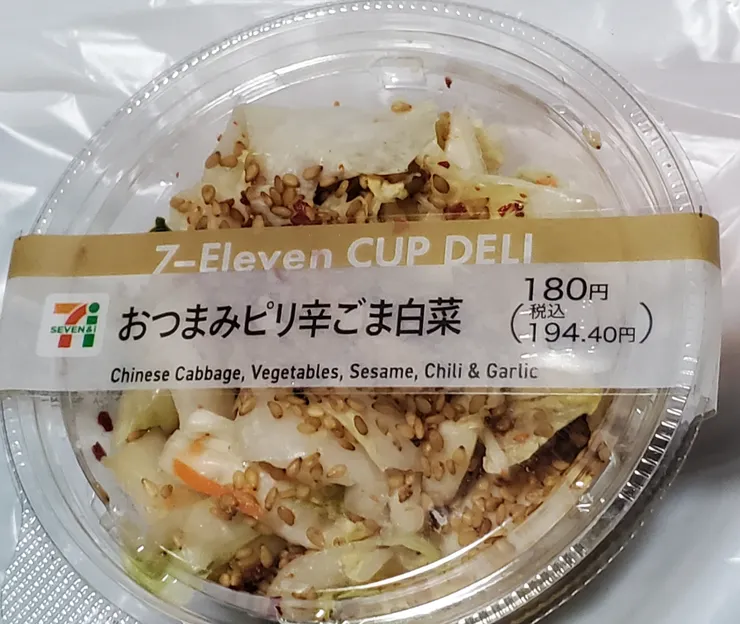 7-Eleven CUP DELI
SEVEN&i
おつまみピリ辛ごま白菜
180円
(税込
194.40円)
Chinese Cabbage, Vegetables, Sesame, Chili & Garlic